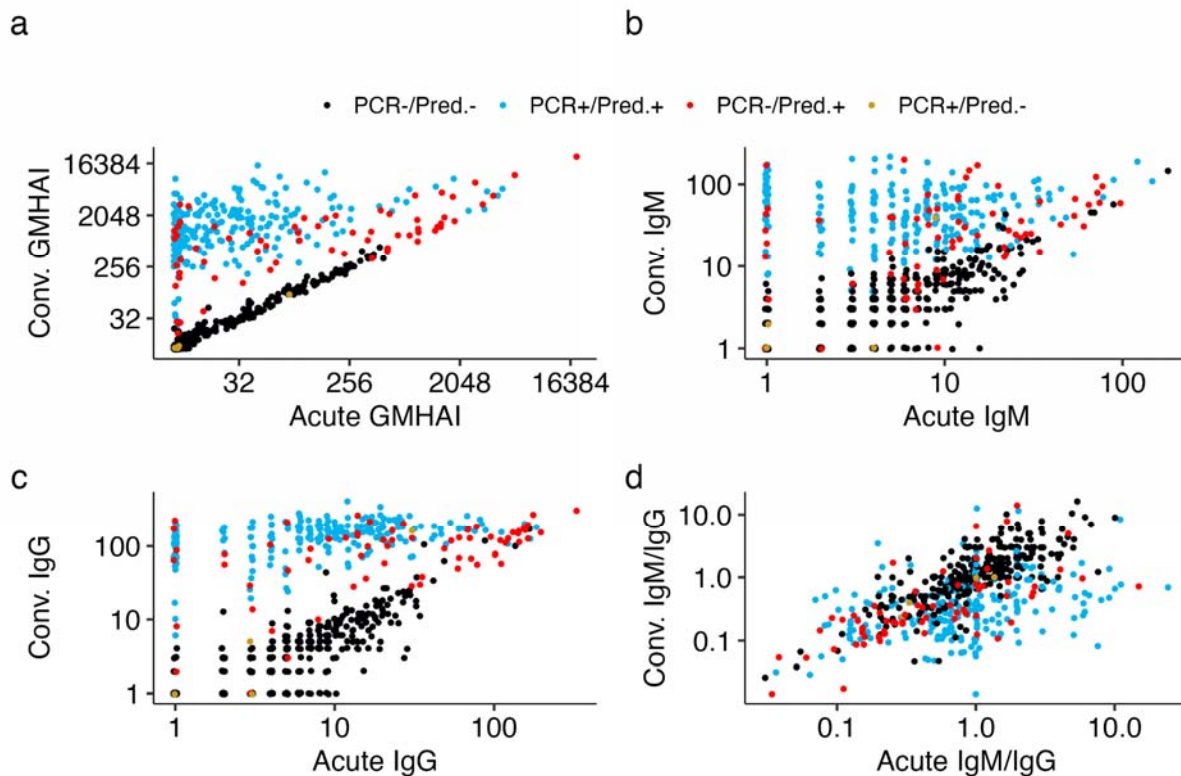 a
b
PCR-/Pred.- PCR+/Pred.+ PCR-/Pred.+ PCR+/Pred.-
Conv. GMHAI
16384
2048
256
32
32 256 2048 16384
Acute GMHAI
Conv. IgM
100
10
1
1 10 100
Acute IgM
c
Conv. IgG
100
10
1
1 10 100
Acute IgG
d
Conv. IgM/IgG
10.0
1.0
0.1
0.1 1.0 10.0
Acute IgM/IgG